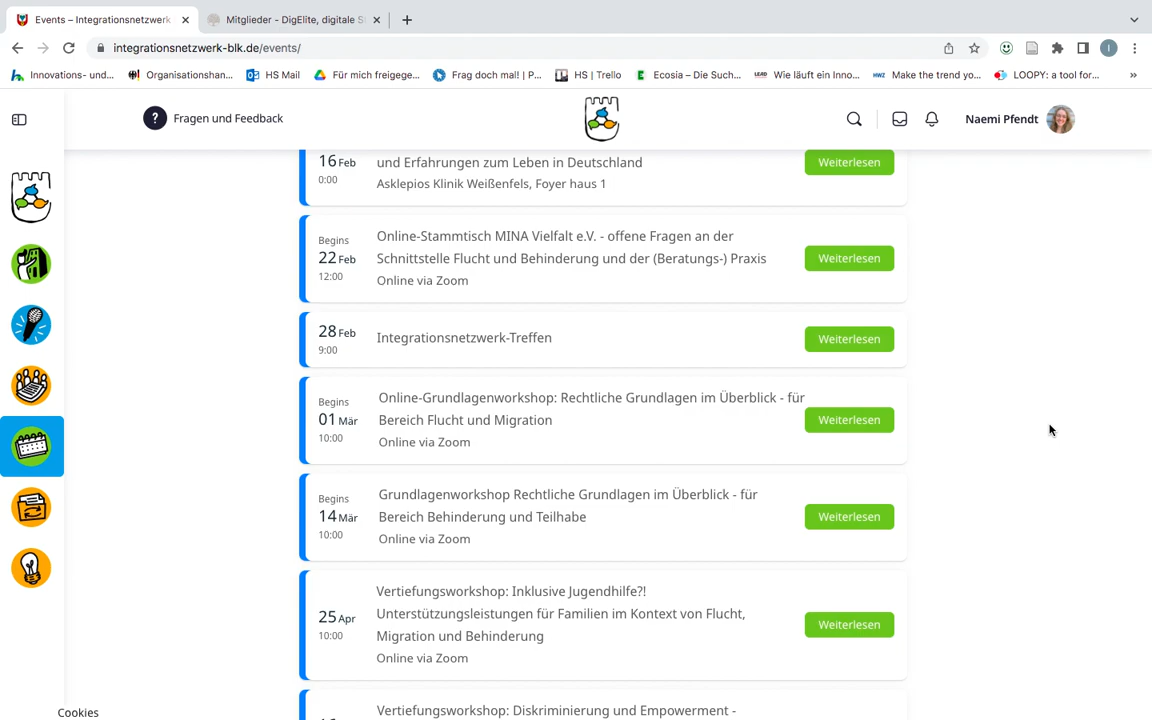 Events – Integrationsnetzwerk
Mitglieder - DigElite, digitale S
integrationsnetzwerk-blk.de/events/
Innovations- und...
Organisationshan...
HS Mail
Für mich freigege...
Frag doch mal! | P...
HS | Trello
Ecosia – Die Such...
LEAD
Wie läuft ein Inno...
HWZ
Make the trend yo...
LOOPY: a tool for...
»
? Fragen und Feedback
Naemi Pfendt
16 Feb
0:00
und Erfahrungen zum Leben in Deutschland
Asklepios Klinik Weißenfels, Foyer haus 1
Weiterlesen
Begins
22 Feb
12:00
Online-Stammtisch MINA Vielfalt e.V. - offene Fragen an der
Schnittstelle Flucht und Behinderung und der (Beratungs-) Praxis
Online via Zoom
Weiterlesen
28 Feb
9:00
Integrationsnetzwerk-Treffen
Weiterlesen
Begins
01 Mär
10:00
Online-Grundlagenworkshop: Rechtliche Grundlagen im Überblick - für
Bereich Flucht und Migration
Online via Zoom
Weiterlesen
Begins
14 Mär
10:00
Grundlagenworkshop Rechtliche Grundlagen im Überblick - für
Bereich Behinderung und Teilhabe
Online via Zoom
Weiterlesen
25 Apr
10:00
Vertiefungsworkshop: Inklusive Jugendhilfe?!
Unterstützungsleistungen für Familien im Kontext von Flucht,
Migration und Behinderung
Online via Zoom
Weiterlesen
Vertiefungsworkshop: Diskriminierung und Empowerment -
Cookies